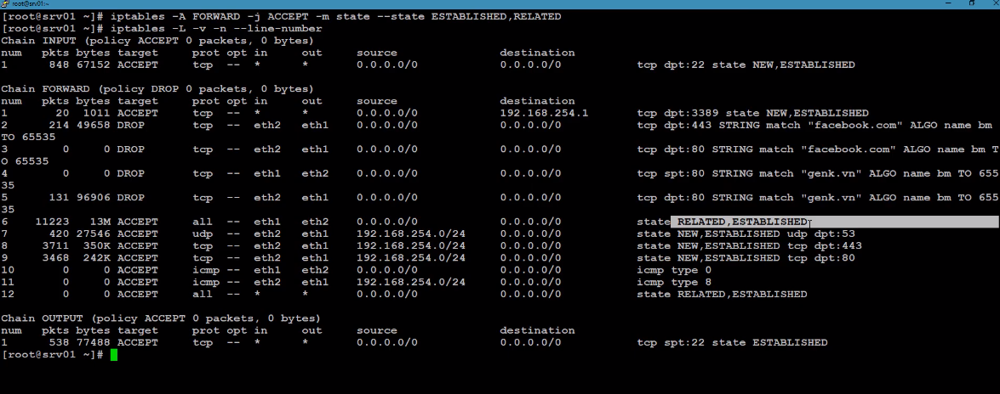 root@srv01:~
[root@srv01 ~]# iptables -A FORWARD -j ACCEPT -m state --state ESTABLISHED,RELATED
[root@srv01 ~]# iptables -L -v -n --line-number
Chain INPUT (policy ACCEPT 0 packets, 0 bytes)
num   pkts bytes target     prot opt in     out     source               destination
1      848 67152 ACCEPT     tcp  --  *      *       0.0.0.0/0            0.0.0.0/0           tcp dpt:22 state NEW,ESTABLISHED
Chain FORWARD (policy DROP 0 packets, 0 bytes)
num   pkts bytes target     prot opt in     out     source               destination
1       20  1011 ACCEPT     tcp  --  *      *       0.0.0.0/0            192.168.254.1       tcp dpt:3389 state NEW,ESTABLISHED
2      214 49658 DROP       tcp  --  eth2   eth1    0.0.0.0/0            0.0.0.0/0           tcp dpt:443 STRING match "facebook.com" ALGO name bm
TO 65535
3        0     0 DROP       tcp  --  eth2   eth1    0.0.0.0/0            0.0.0.0/0           tcp dpt:80 STRING match "facebook.com" ALGO name bm T
O 65535
4        0     0 DROP       tcp  --  eth1   eth2    0.0.0.0/0            0.0.0.0/0           tcp spt:80 STRING match "genk.vn" ALGO name bm TO 655
35
5      131 96906 DROP       tcp  --  eth2   eth1    0.0.0.0/0            0.0.0.0/0           tcp dpt:80 STRING match "genk.vn" ALGO name bm TO 655
35
6    11223   13M ACCEPT     all  --  eth1   eth2    0.0.0.0/0            0.0.0.0/0           state RELATED,ESTABLISHED
7      420 27546 ACCEPT     udp  --  eth2   eth1    192.168.254.0/24     0.0.0.0/0           state NEW,ESTABLISHED udp dpt:53
8     3711  350K ACCEPT     tcp  --  eth2   eth1    192.168.254.0/24     0.0.0.0/0           state NEW,ESTABLISHED tcp dpt:443
9     3468  242K ACCEPT     tcp  --  eth2   eth1    192.168.254.0/24     0.0.0.0/0           state NEW,ESTABLISHED tcp dpt:80
10       0     0 ACCEPT     icmp --  eth1   eth2    0.0.0.0/0            0.0.0.0/0           icmp type 0
11       0     0 ACCEPT     icmp --  eth2   eth1    192.168.254.0/24     0.0.0.0/0           icmp type 8
12       0     0 ACCEPT     all  --  *      *       0.0.0.0/0            0.0.0.0/0           state RELATED,ESTABLISHED
Chain OUTPUT (policy ACCEPT 0 packets, 0 bytes)
num   pkts bytes target     prot opt in     out     source               destination
1      538 77488 ACCEPT     tcp  --  *      *       0.0.0.0/0            0.0.0.0/0           tcp spt:22 state ESTABLISHED
[root@srv01 ~]#